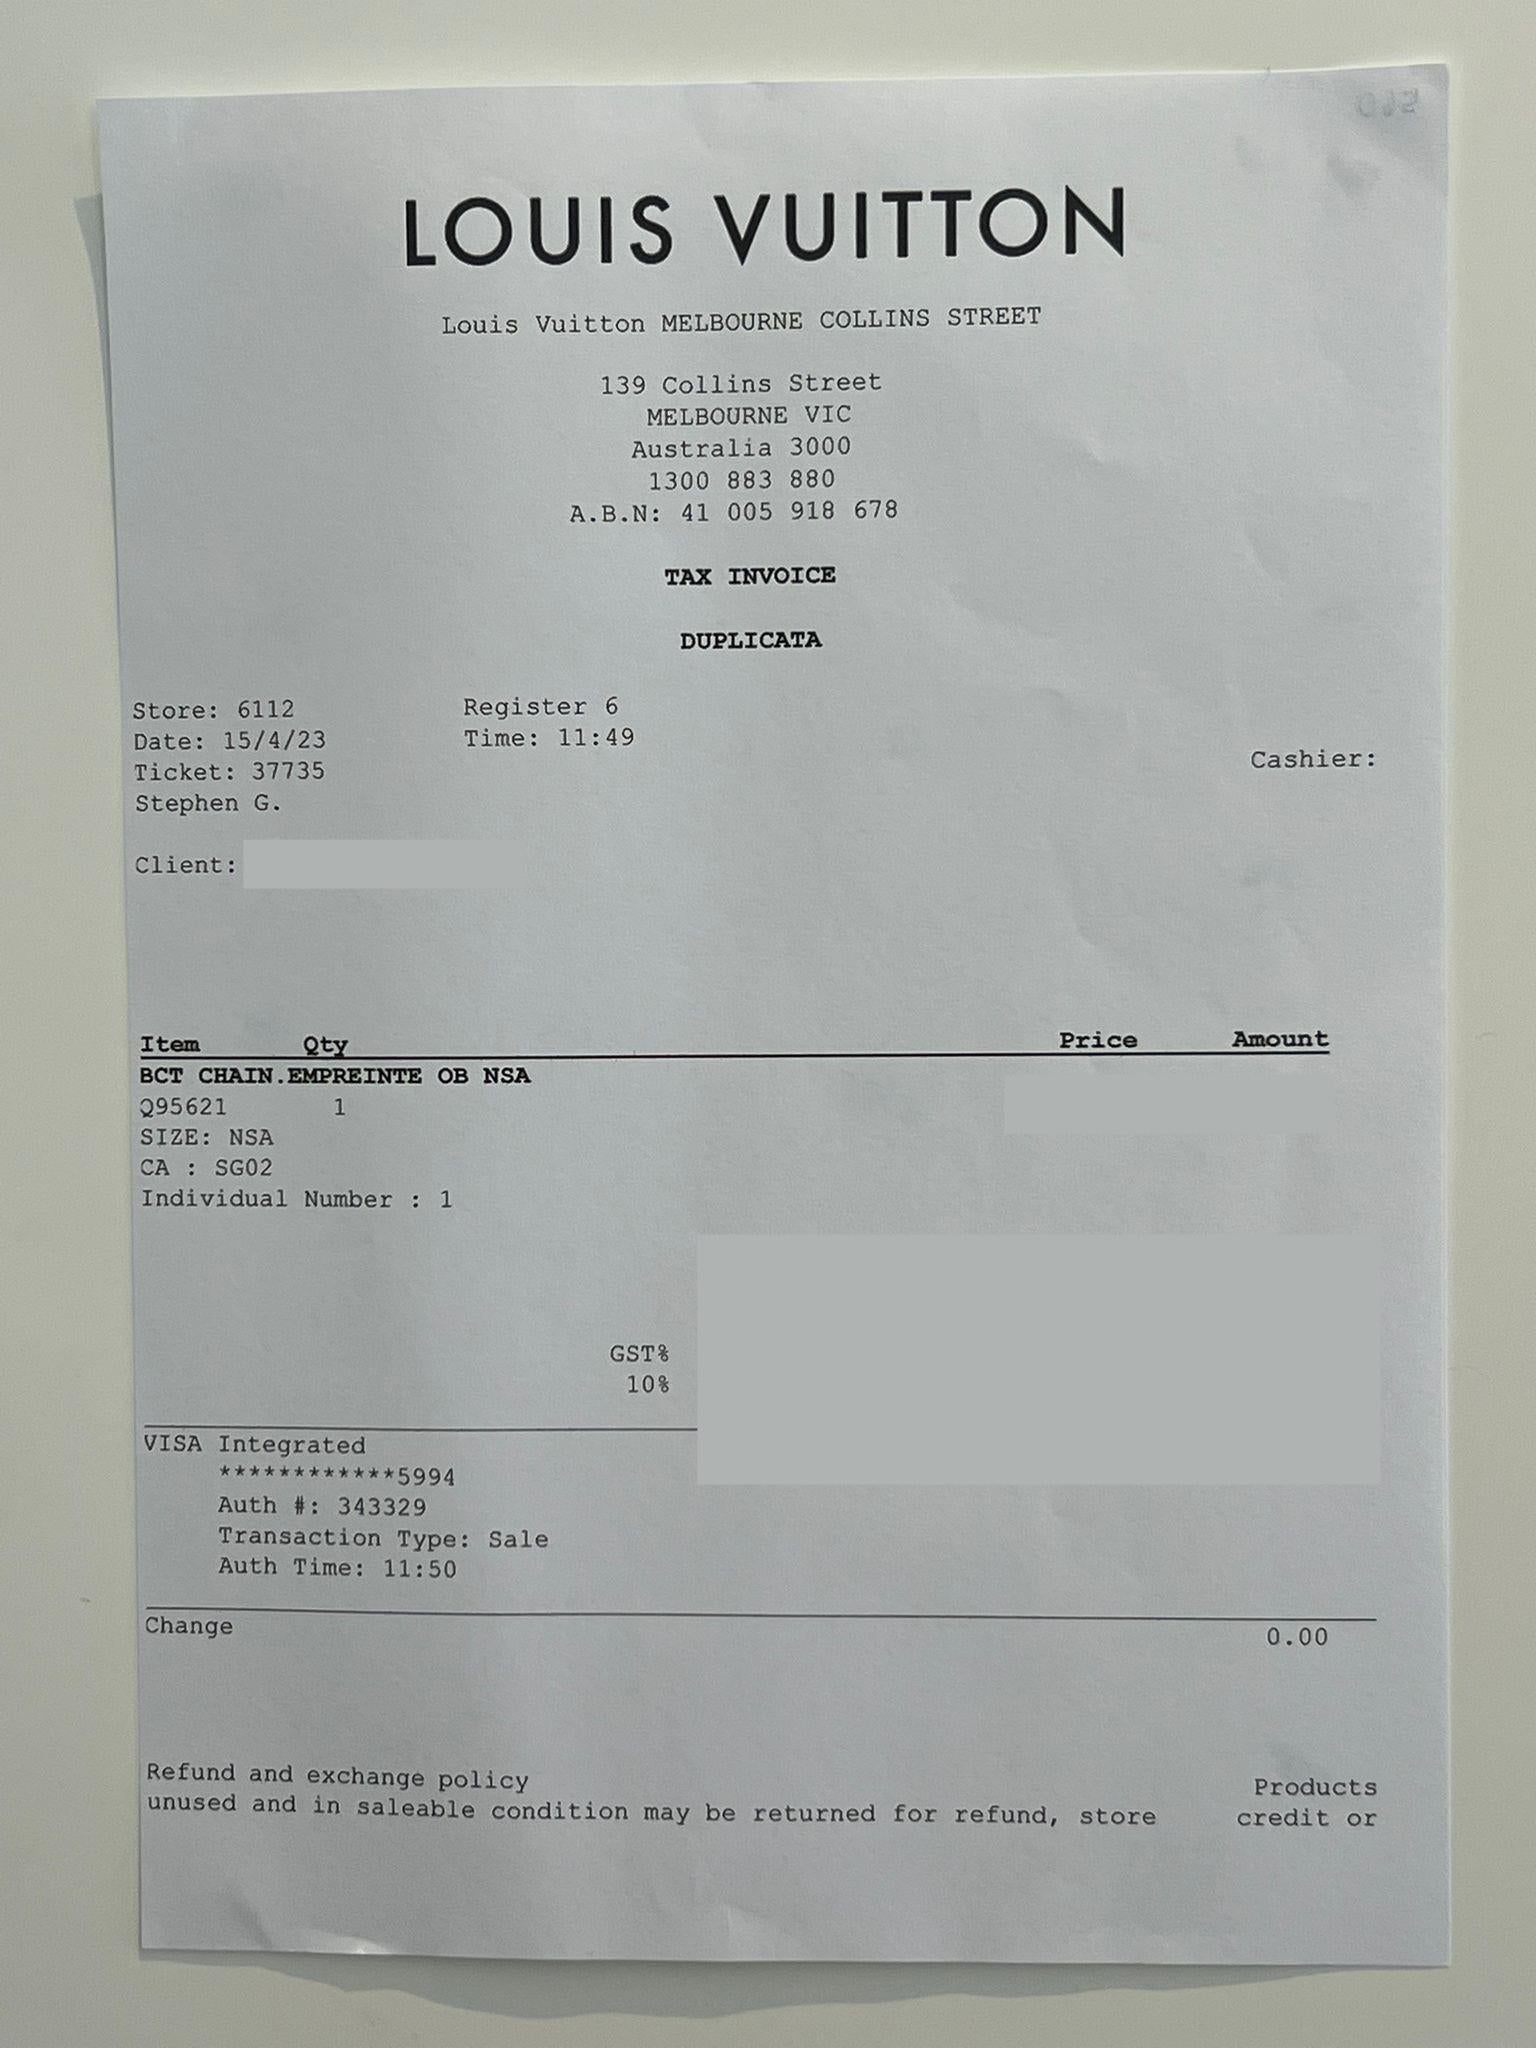 LOUIS VUITTON
Louis Vuitton MELBOURNE COLLINS STREET
139 Collins Street
MELBOURNE VIC
Australia 3000
1300 883 880
A.B.N: 41 005 918 678
TAX INVOICE
DUPLICATA
Store: 6112 Register 6
Date: 15/4/23 Time: 11:49
Cashier:
Ticket: 37735
Stephen G.
Client:
Item Qty Price Amount
BCT CHAIN.EMPREINTE OB NSA
Q95621 1
SIZE: NSA
CA : SG02
Individual Number : 1
GST%
10%
VISA Integrated
************5994
Auth #: 343329
Transaction Type: Sale
Auth Time: 11:50
Change 0.00
Refund and exchange policy Products
unused and in saleable condition may be returned for refund, store credit or